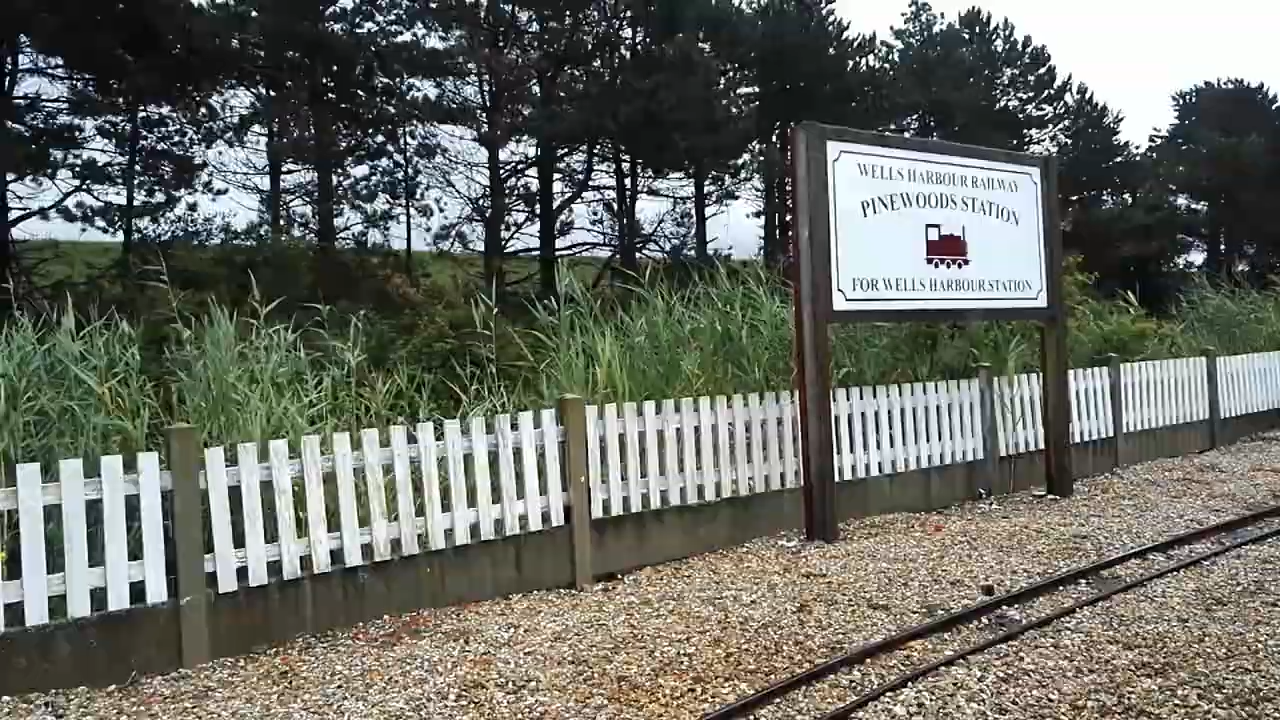 WELLS HARBOUR RAILWAY
PINEWOODS STATION
FOR WELLS HARBOUR STATION